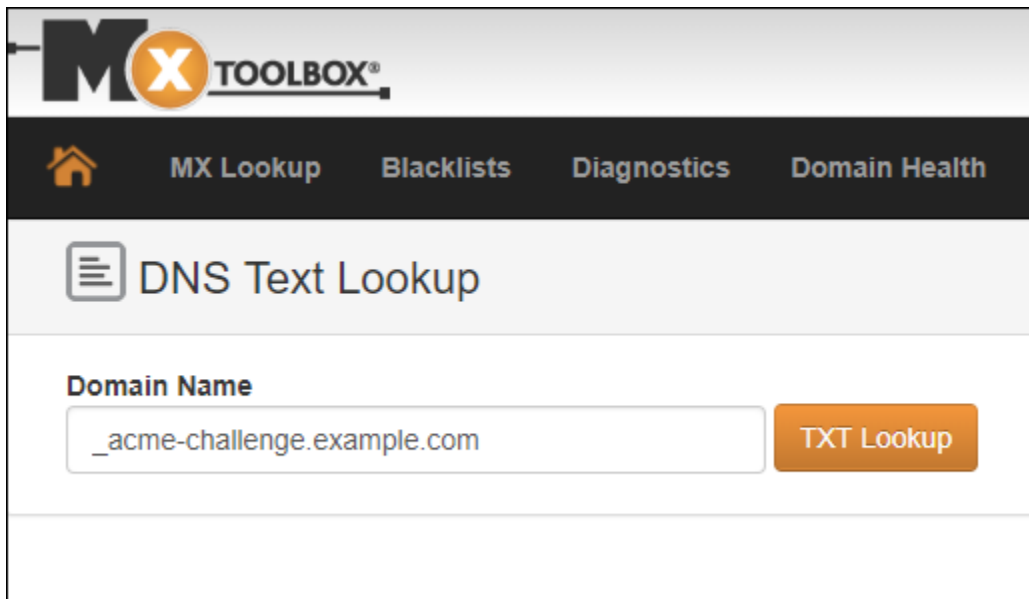 MX TOOLBOX®
MX Lookup Blacklists Diagnostics Domain Health
DNS Text Lookup
Domain Name
_acme-challenge.example.com TXT Lookup